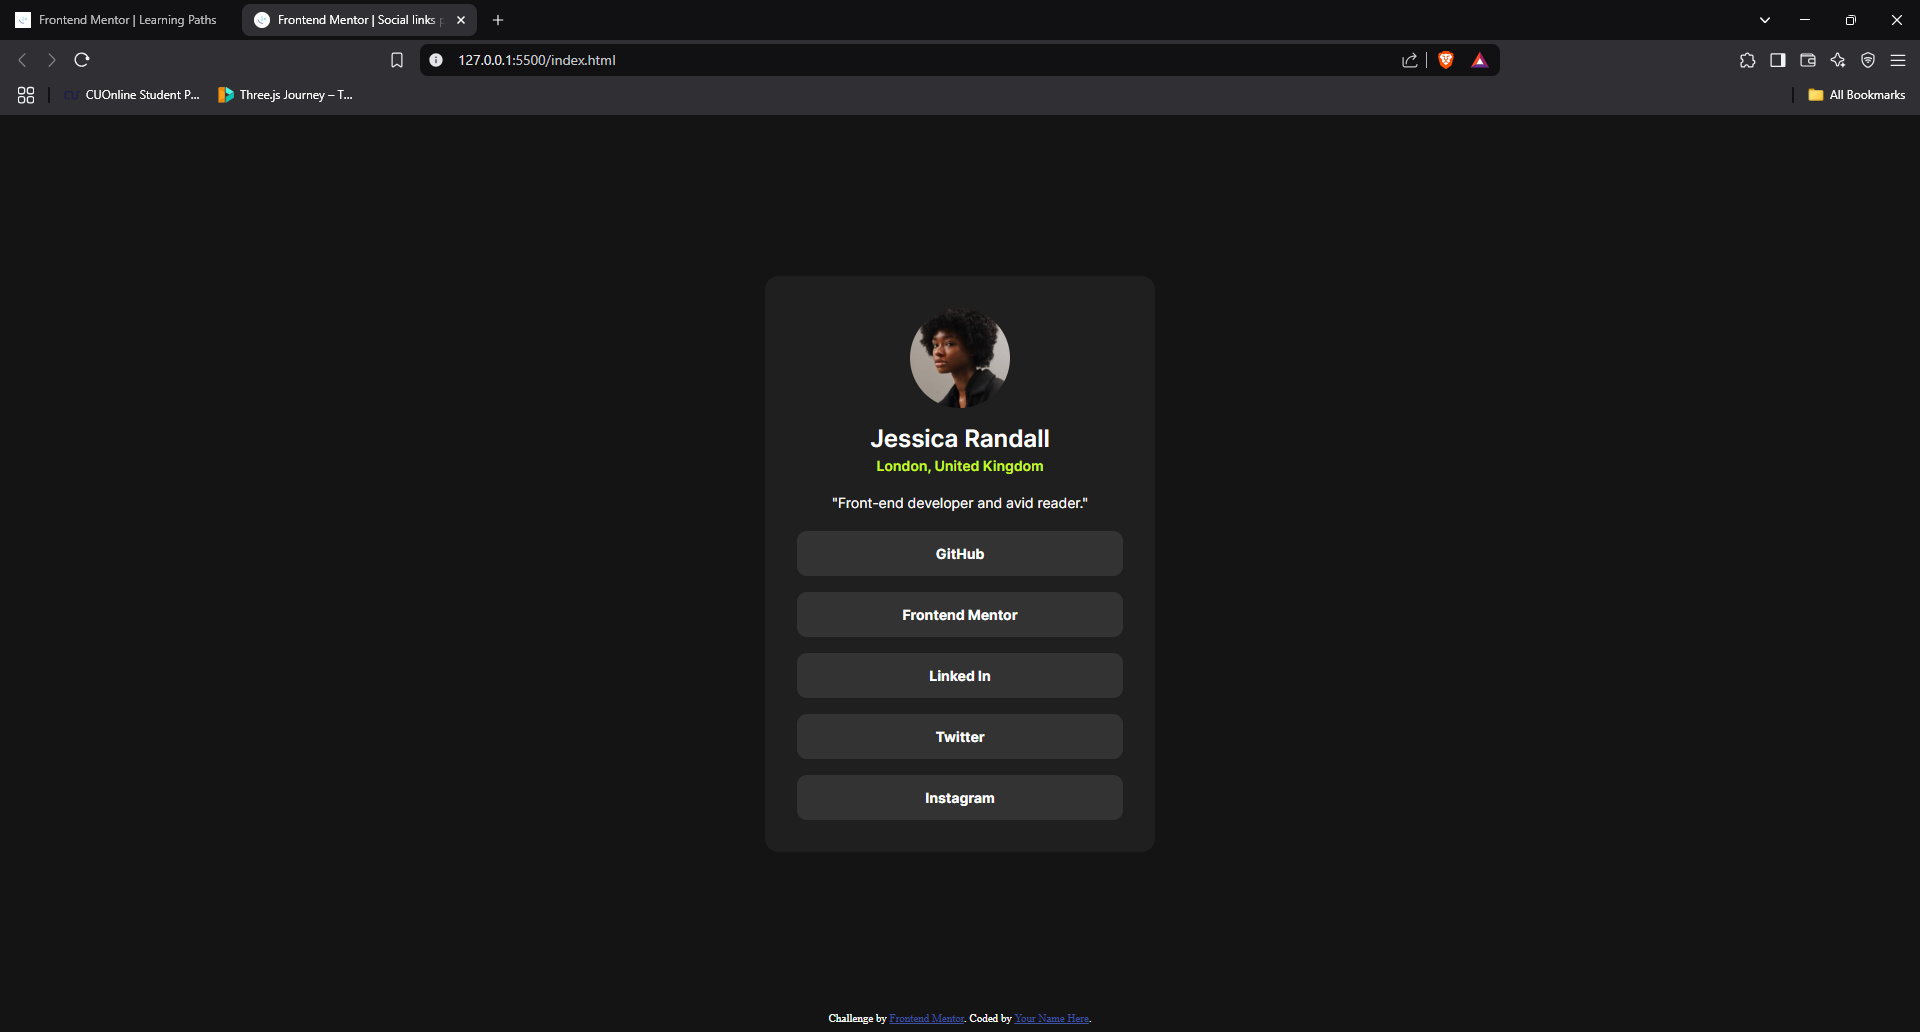 Frontend Mentor | Learning Paths
Frontend Mentor | Social links
127.0.0.1:5500/index.html
CU CUOnline Student P...
Three.js Journey – T...
All Bookmarks
Jessica Randall
London, United Kingdom
"Front-end developer and avid reader."
GitHub
Frontend Mentor
Linked In
Twitter
Instagram
Challenge by Frontend Mentor. Coded by Your Name Here.